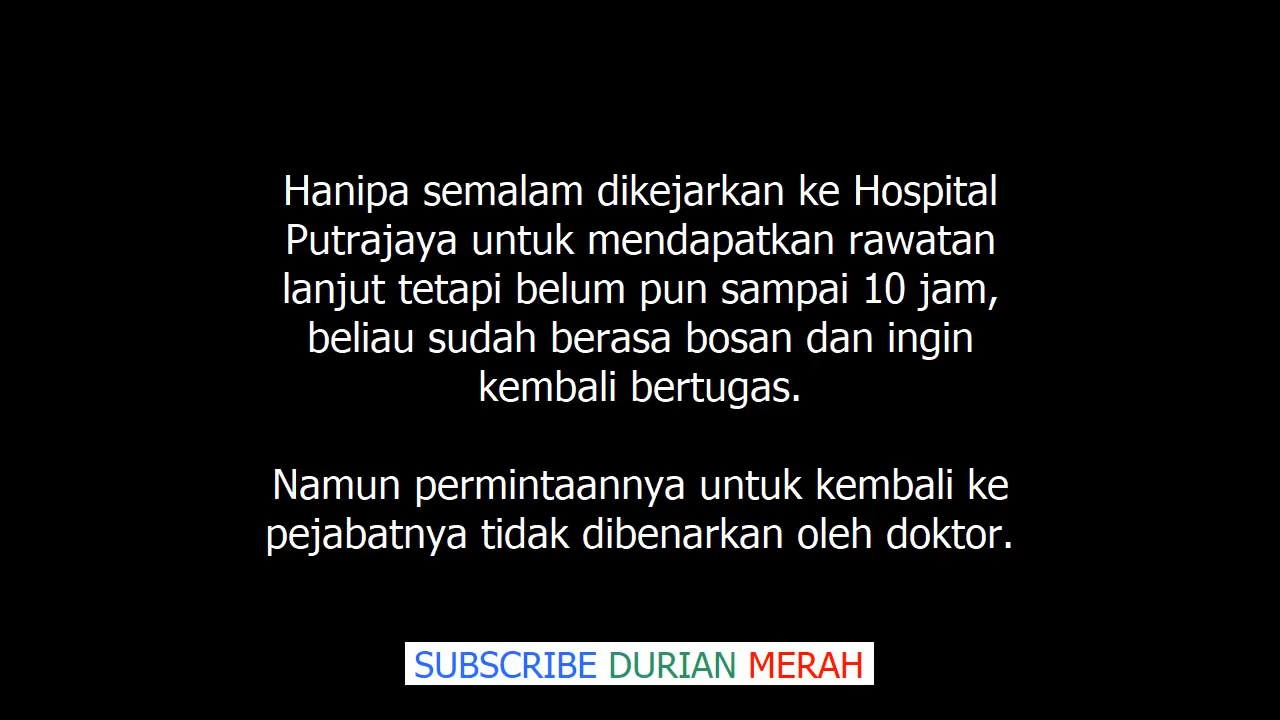 Hanipa semalam dikejarkan ke Hospital
Putrajaya untuk mendapatkan rawatan
lanjut tetapi belum pun sampai 10 jam,
beliau sudah berasa bosan dan ingin
kembali bertugas.
Namun permintaannya untuk kembali ke
pejabatnya tidak dibenarkan oleh doktor.
SUBSCRIBE DURIAN MERAH